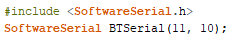 #include <SoftwareSerial.h>
SoftwareSerial BTSerial(11, 10);